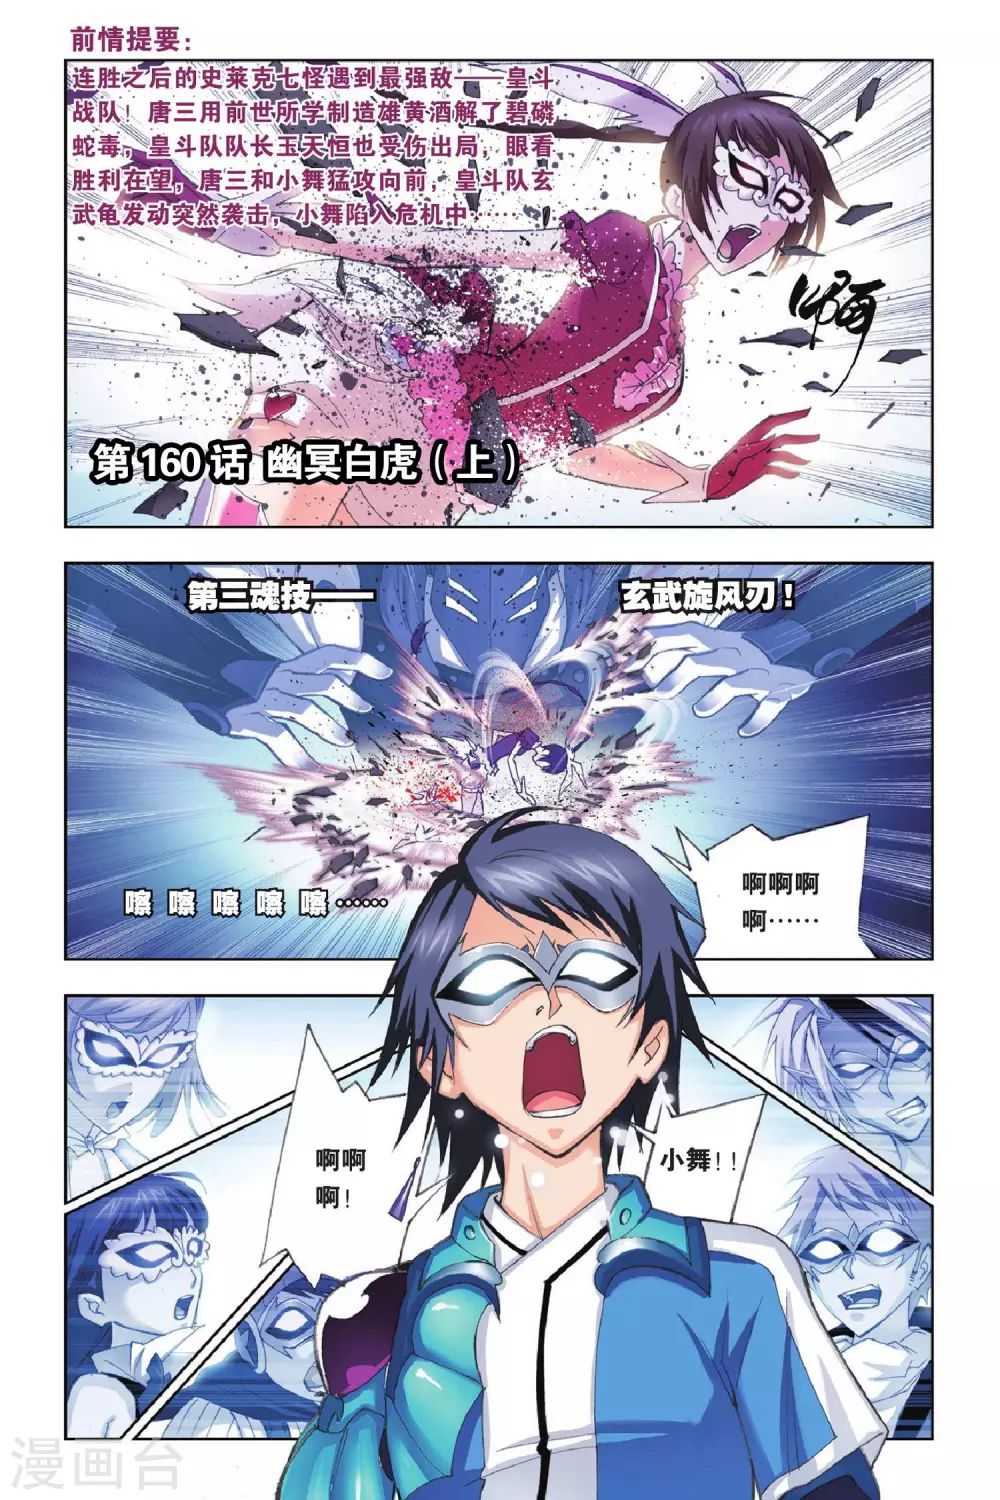 前情提要：
连胜之后的史莱克七怪遇到最强敌——皇斗
战队！唐三用前世所学制造雄黄酒解了碧磷
蛇毒，皇斗队队长玉天恒也受伤出局，眼看
胜利在望，唐三和小舞猛攻向前，皇斗队玄
武龟发动突然袭击，小舞陷入危机中……
啊
第160话 幽冥白虎（上）
第三魂技——
玄武旋风刃！
嚓 嚓 嚓 嚓 嚓……
啊啊啊
啊……
啊啊
啊！
小舞！！
漫画台